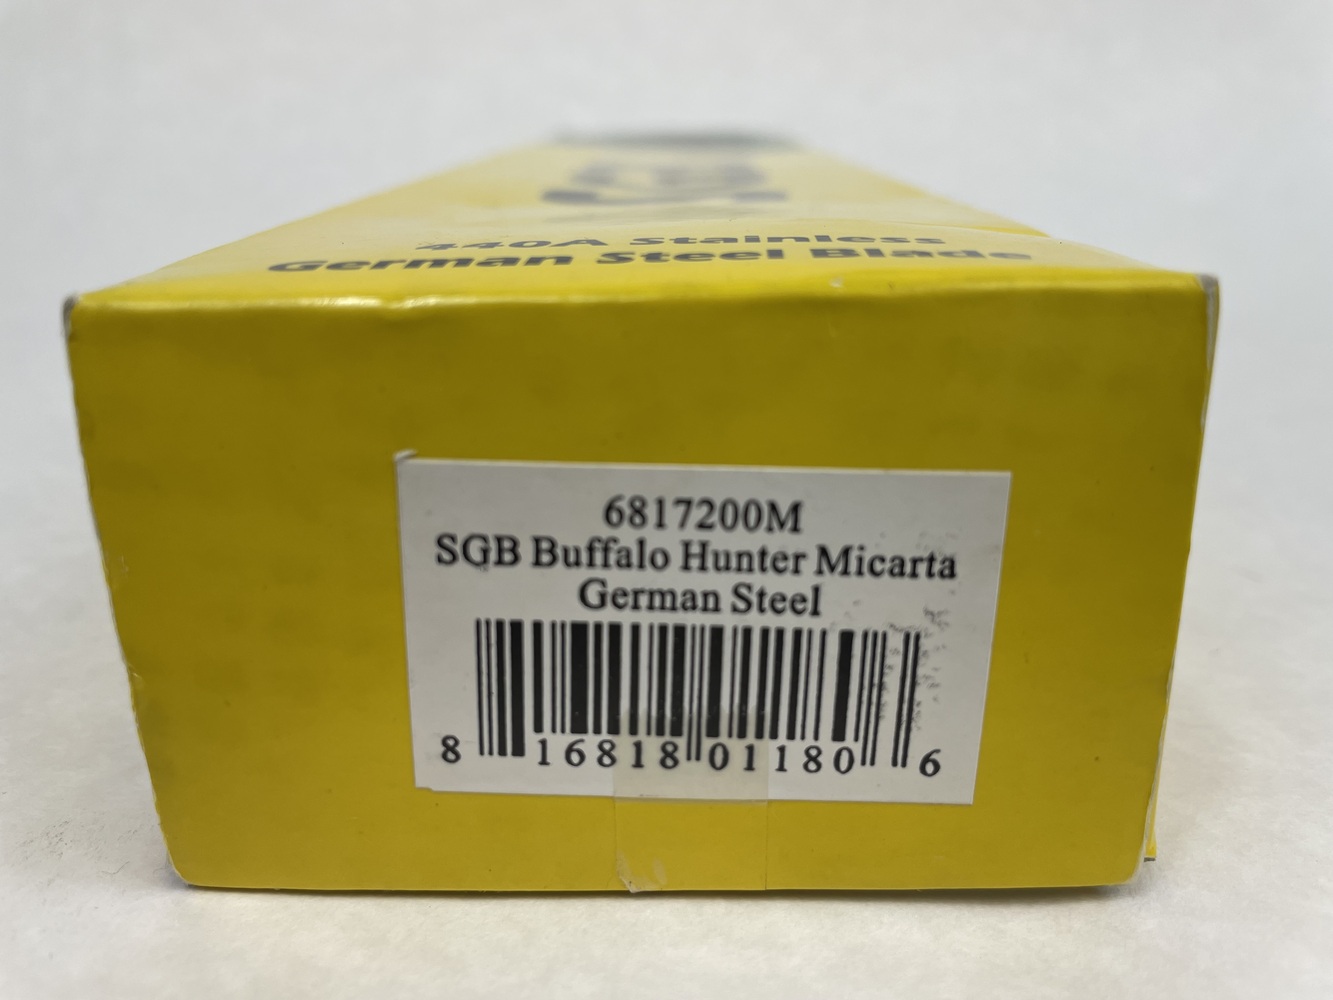 440A Stainless
German Steel Blade
6817200M
SGB Buffalo Hunter Micarta
German Steel
8 16818 01180 6